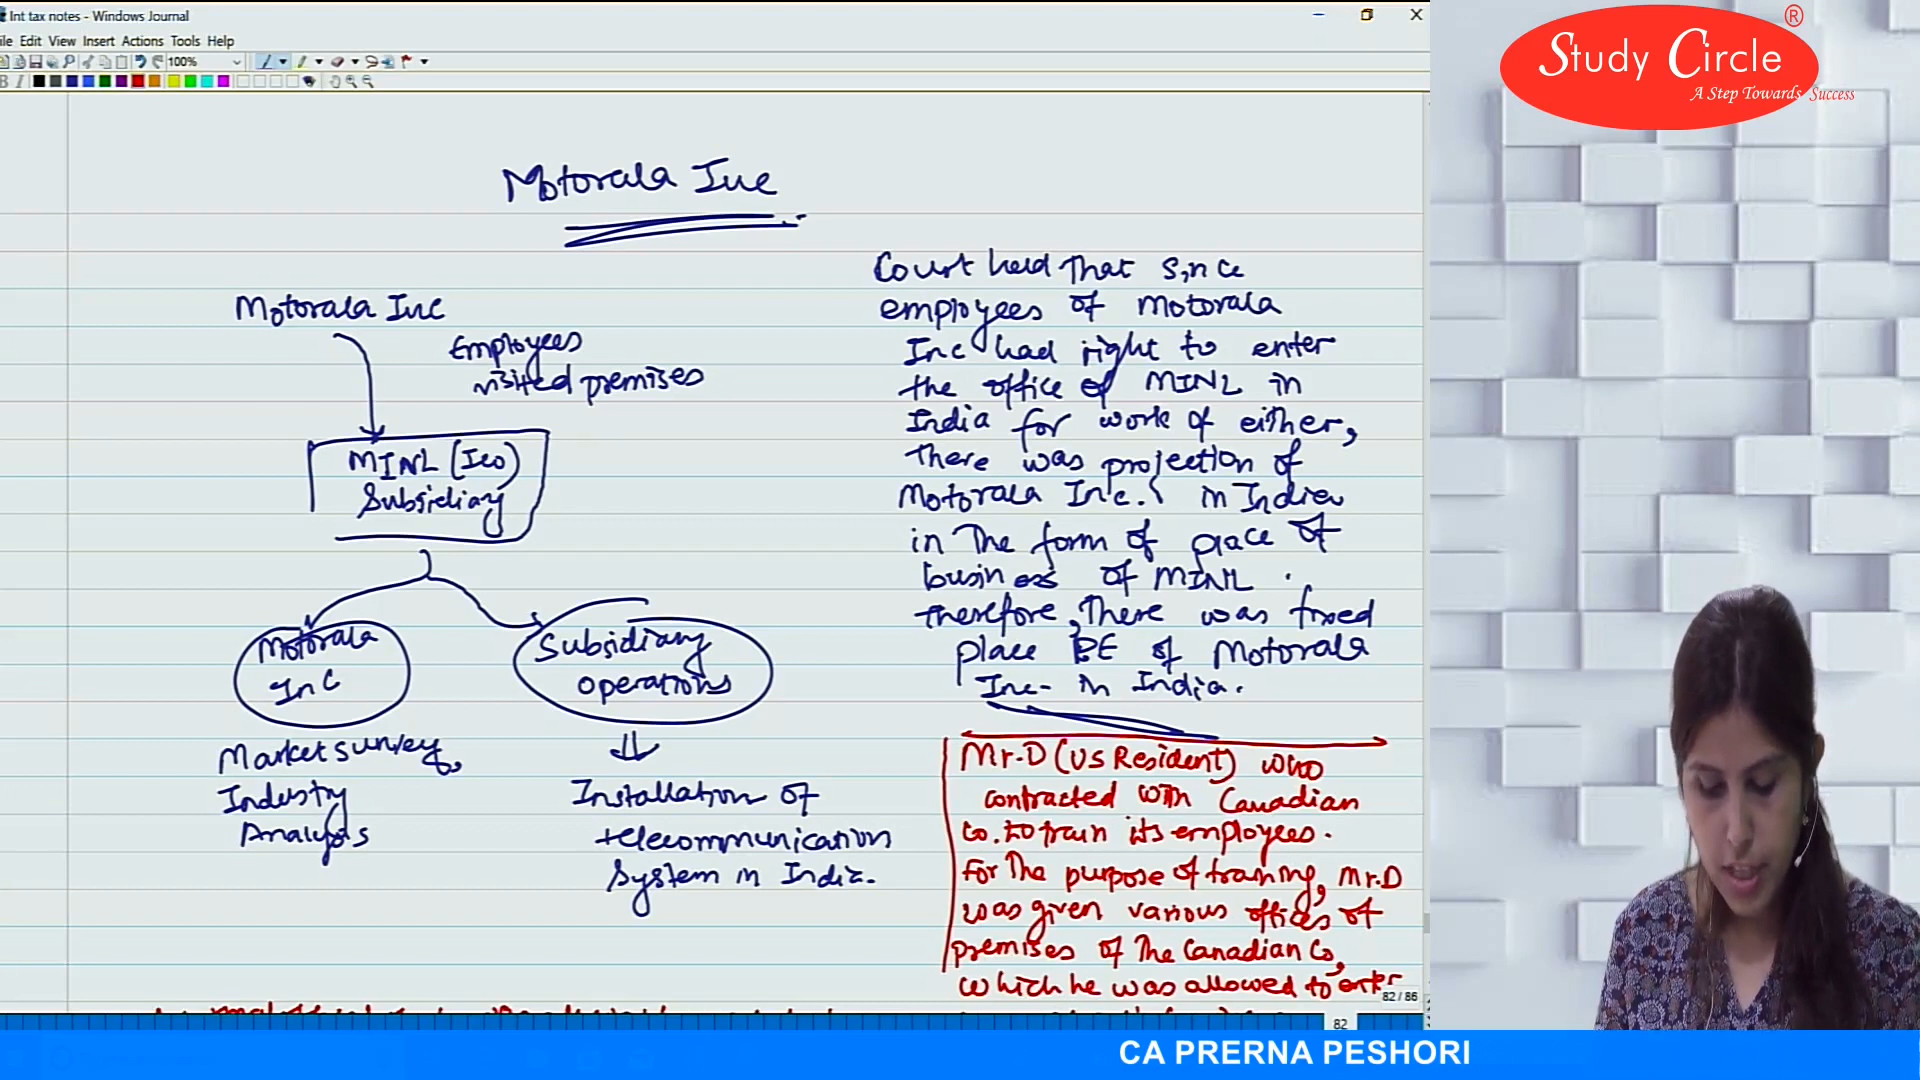 Int tax notes - Windows Journal
ile Edit View Insert Actions Tools Help
100%
B I
Study Circle ®
A Step Towards Success
Motorala Inc
Motorala Inc
Employees
visited premises
MINL (Ico)
Subsidiary
Motorala
Inc
Subsidiary
operations
Market survey,
Industry
Analysis
Installation of
telecommunication
System in India.
Court held that since
employees of Motorala
Inc had right to enter
the office of MINL in
India for work of either,
there was projection of
Motorala Inc. in India
in the form of place of
business of MINL.
therefore, there was fixed
place PE of Motorala
Inc. in India.
Mr. D (US Resident) who
contracted with Canadian
Co. to train its employees.
For the purpose of training, Mr. D
was given various offices of
premises of the Canadian Co,
which he was allowed to enter
82 / 86
82
CA PRERNA PESHORI